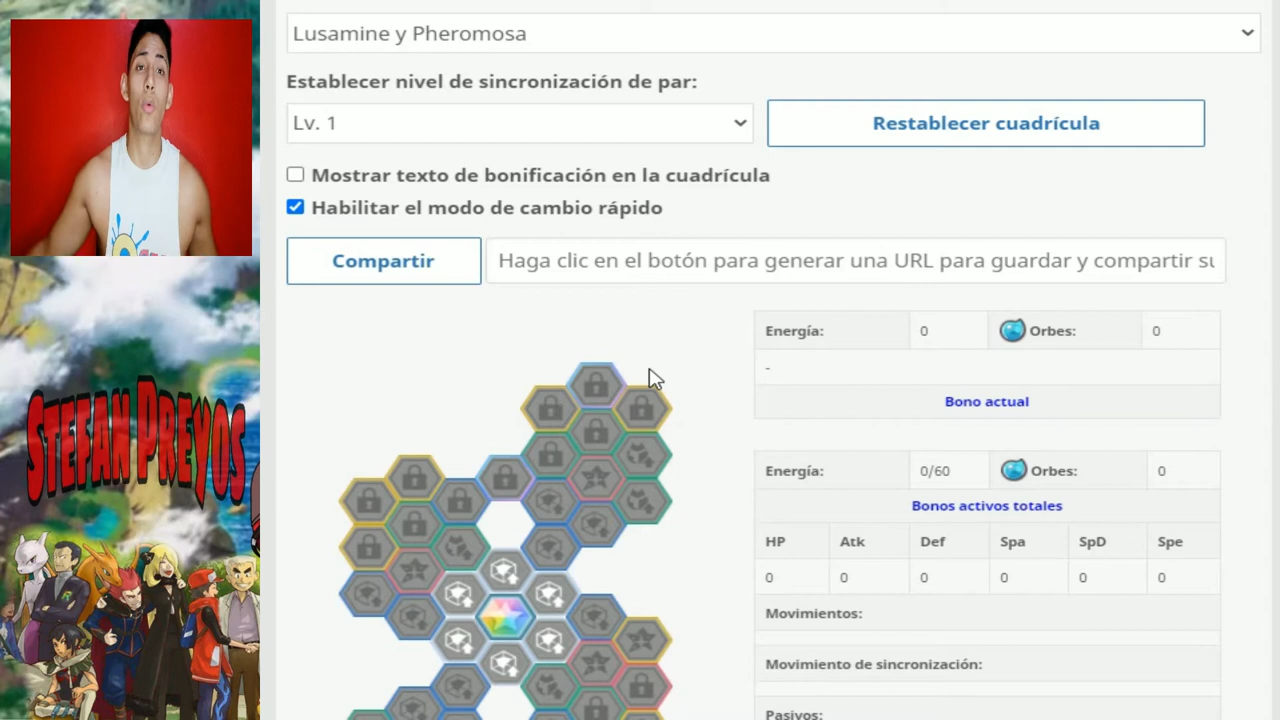 Lusamine y Pheromosa
Establecer nivel de sincronización de par:
Lv. 1
Restablecer cuadrícula
Mostrar texto de bonificación en la cuadrícula
Habilitar el modo de cambio rápido
Compartir
Haga clic en el botón para generar una URL para guardar y compartir su
Energía: 0 Orbes: 0
-
Bono actual
Energía: 0/60 Orbes: 0
Bonos activos totales
HP Atk Def Spa SpD Spe
0 0 0 0 0 0
Movimientos:
Movimiento de sincronización:
Pasivos:
STEFAN PREYOS